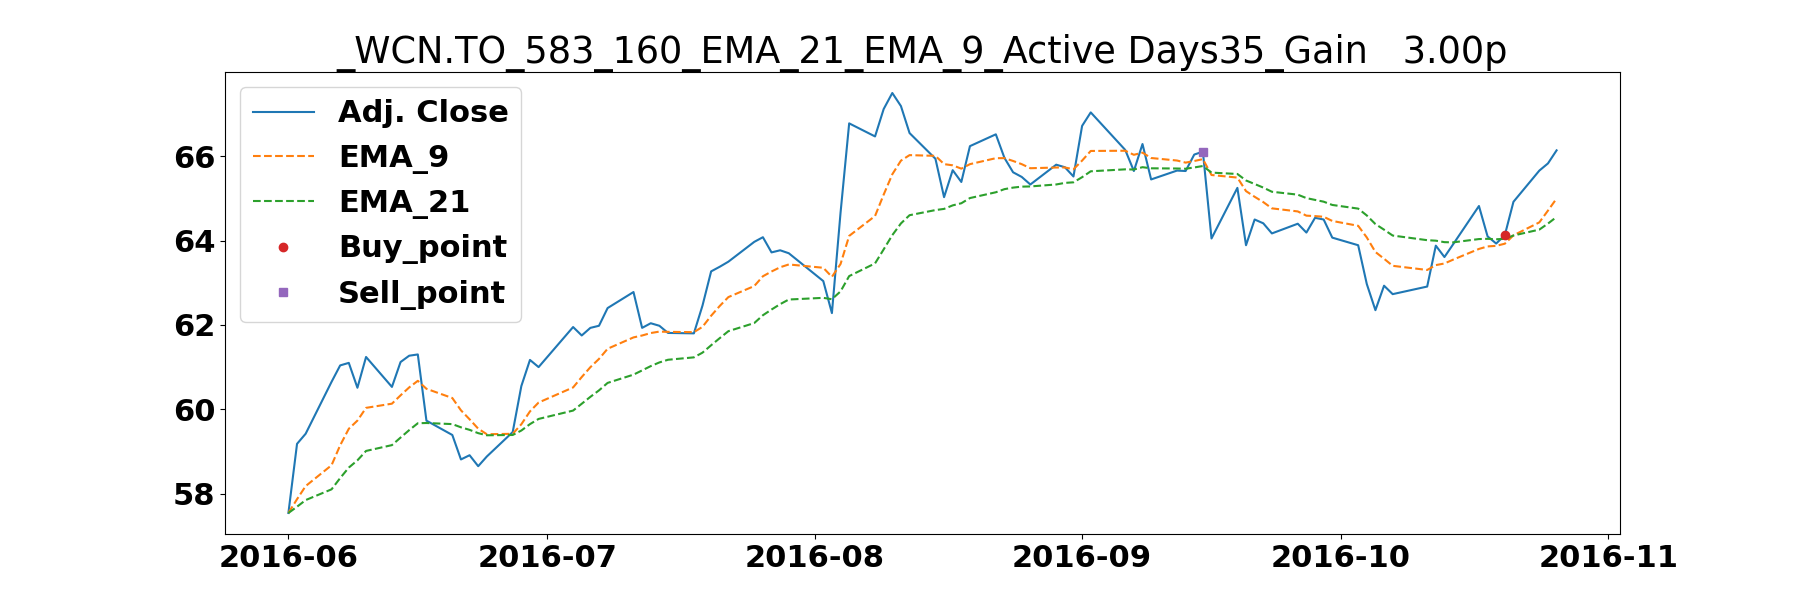 _WCN.TO_583_160_EMA_21_EMA_9_Active Days35_Gain   3.00p
Adj. Close
EMA_9
EMA_21
Buy_point
Sell_point
66
64
62
60
58
2016-06 2016-07 2016-08 2016-09 2016-10 2016-11